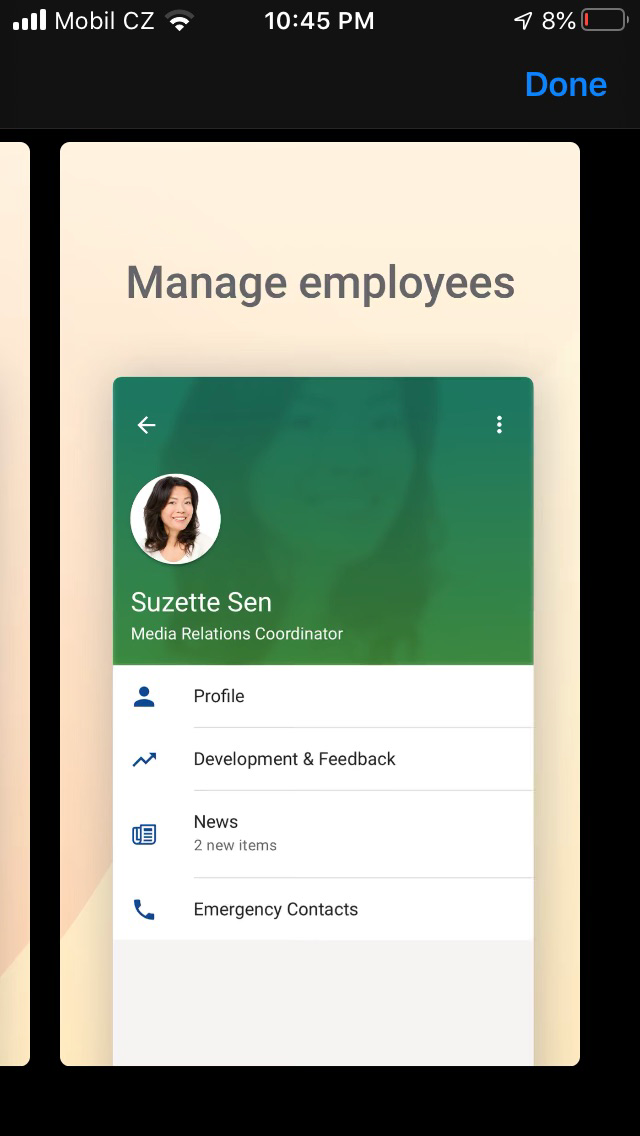 Mobil CZ 10:45 PM 8%
Done
Manage employees
Suzette Sen
Media Relations Coordinator
Profile
Development & Feedback
News
2 new items
Emergency Contacts